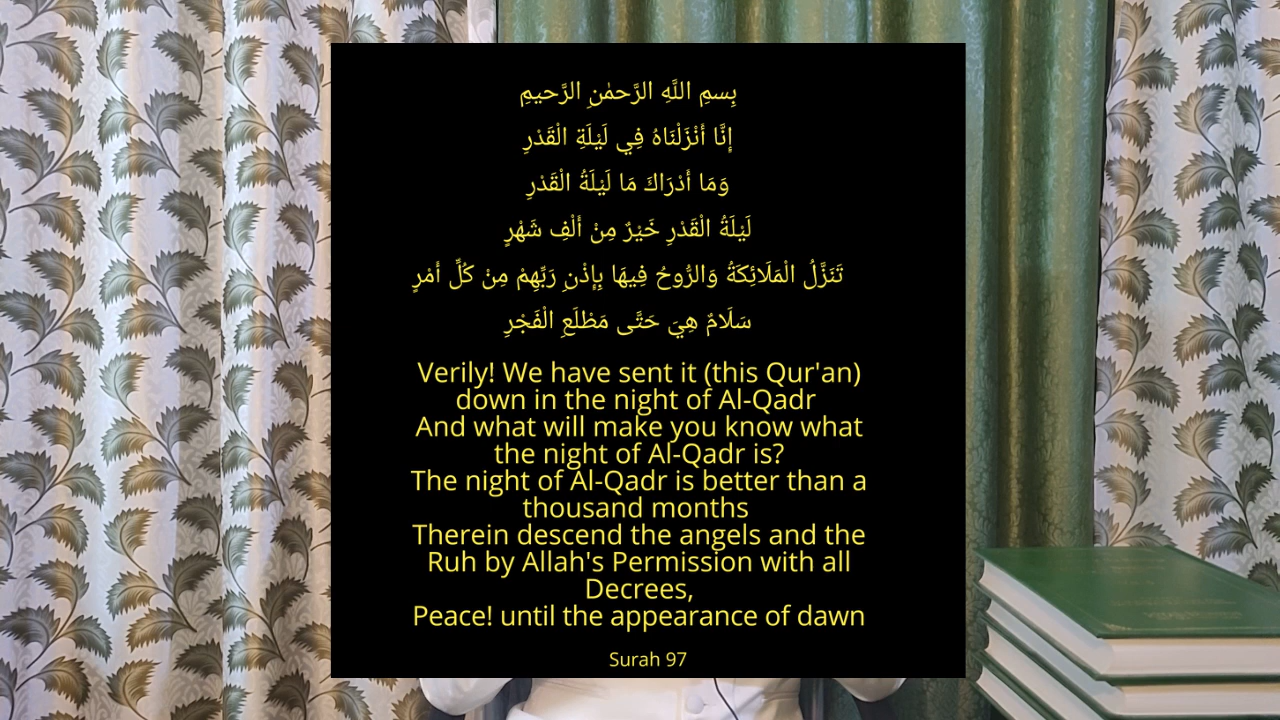 بِسمِ اللَّهِ الرَّحمٰنِ الرَّحيمِ
إِنَّا أَنْزَلْنَاهُ فِي لَيْلَةِ الْقَدْرِ
وَمَا أَدْرَاكَ مَا لَيْلَةُ الْقَدْرِ
لَيْلَةُ الْقَدْرِ خَيْرٌ مِنْ أَلْفِ شَهْرٍ
تَنَزَّلُ الْمَلَائِكَةُ وَالرُّوحُ فِيهَا بِإِذْنِ رَبِّهِمْ مِنْ كُلِّ أَمْرٍ
سَلَامٌ هِيَ حَتَّى مَطْلَعِ الْفَجْرِ
Verily! We have sent it (this Qur'an)
down in the night of Al-Qadr
And what will make you know what
the night of Al-Qadr is?
The night of Al-Qadr is better than a
thousand months
Therein descend the angels and the
Ruh by Allah's Permission with all
Decrees,
Peace! until the appearance of dawn
Surah 97